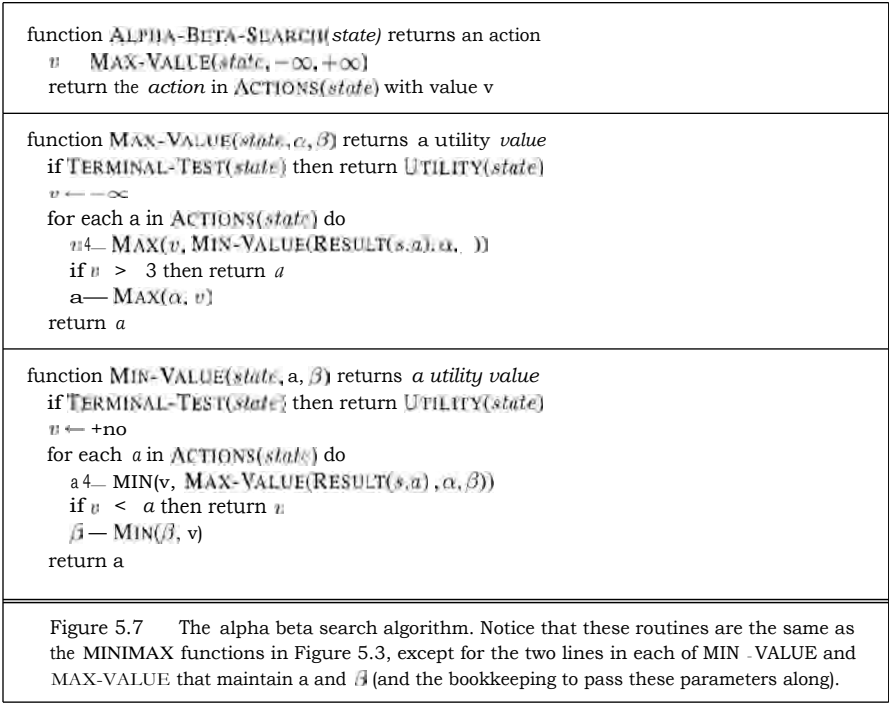 function ALPHA-BETA-SEARCH(state) returns an action
v MAX-VALUE(state, −∞, +∞)
return the action in ACTIONS(state) with value v
function MAX-VALUE(state, α, β) returns a utility value
if TERMINAL-TEST(state) then return UTILITY(state)
v ← −∞
for each a in ACTIONS(state) do
v 4— MAX(v, MIN-VALUE(RESULT(s,a), α, ))
if v > 3 then return a
a— MAX(α, v)
return a
function MIN-VALUE(state, a, β) returns a utility value
if TERMINAL-TEST(state) then return UTILITY(state)
v ← +no
for each a in ACTIONS(state) do
a 4— MIN(v, MAX-VALUE(RESULT(s,a) , α, β))
if v < a then return v
β — MIN(β, v)
return a
Figure 5.7 The alpha beta search algorithm. Notice that these routines are the same as
the MINIMAX functions in Figure 5.3, except for the two lines in each of MIN -VALUE and
MAX-VALUE that maintain a and β (and the bookkeeping to pass these parameters along).